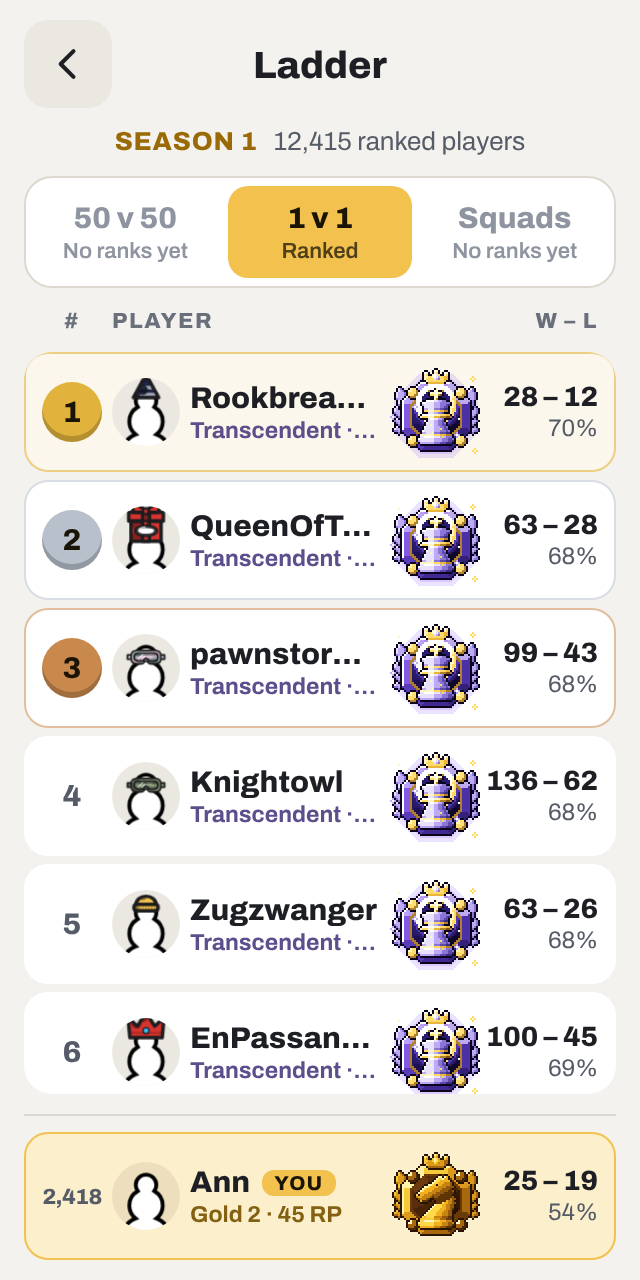 Ladder
SEASON 1 12,415 ranked players
50 v 50 1 v 1 Squads
No ranks yet Ranked No ranks yet
# PLAYER W – L
1 Rookbrea... 28 – 12
Transcendent ·... 70%
2 QueenOfT... 63 – 28
Transcendent ·... 68%
3 pawnstor... 99 – 43
Transcendent ·... 68%
4 Knightowl 136 – 62
Transcendent ·... 68%
5 Zugzwanger 63 – 26
Transcendent ·... 68%
6 EnPassan... 100 – 45
Transcendent ·... 69%
2,418 Ann YOU 25 – 19
Gold 2 · 45 RP 54%